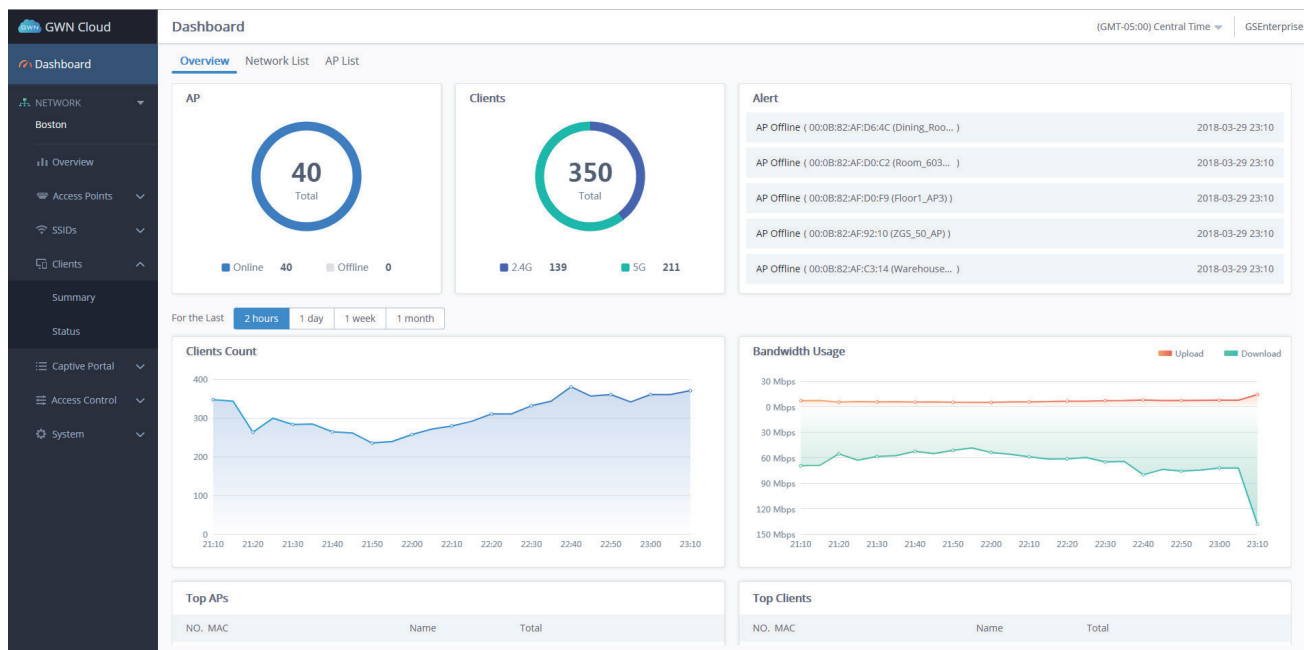 GWN GWN Cloud
Dashboard
NETWORK
Boston
Overview
Access Points
SSIDs
Clients
Summary
Status
Captive Portal
Access Control
System
Dashboard
(GMT-05:00) Central Time
GSEnterprise
Overview Network List AP List
AP
40
Total
Online 40 Offline 0
Clients
350
Total
2.4G 139 5G 211
Alert
AP Offline ( 00:0B:82:AF:D6:4C (Dining_Roo... ) 2018-03-29 23:10
AP Offline ( 00:0B:82:AF:D0:C2 (Room_603... ) 2018-03-29 23:10
AP Offline ( 00:0B:82:AF:D0:F9 (Floor1_AP3) ) 2018-03-29 23:10
AP Offline ( 00:0B:82:AF:92:10 (ZGS_50_AP) ) 2018-03-29 23:10
AP Offline ( 00:0B:82:AF:C3:14 (Warehouse... ) 2018-03-29 23:10
For the Last 2 hours 1 day 1 week 1 month
Clients Count
400
300
200
100
0
21:10 21:20 21:30 21:40 21:50 22:00 22:10 22:20 22:30 22:40 22:50 23:00 23:10
Bandwidth Usage
Upload Download
30 Mbps
0 Mbps
30 Mbps
60 Mbps
90 Mbps
120 Mbps
150 Mbps
21:10 21:20 21:30 21:40 21:50 22:00 22:10 22:20 22:30 22:40 22:50 23:00 23:10
Top APs
NO. MAC Name Total
Top Clients
NO. MAC Name Total